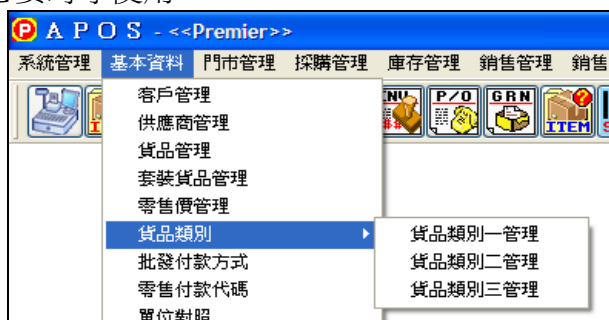 A P O S - <<Premier>>
系統管理 基本資料 門市管理 採購管理 庫存管理 銷售管理 銷售
P/O GRN ITEM
客戶管理
供應商管理
貨品管理
套裝貨品管理
零售價管理
貨品類別
貨品類別一管理
貨品類別二管理
貨品類別三管理
批發付款方式
零售付款代碼
單位對照